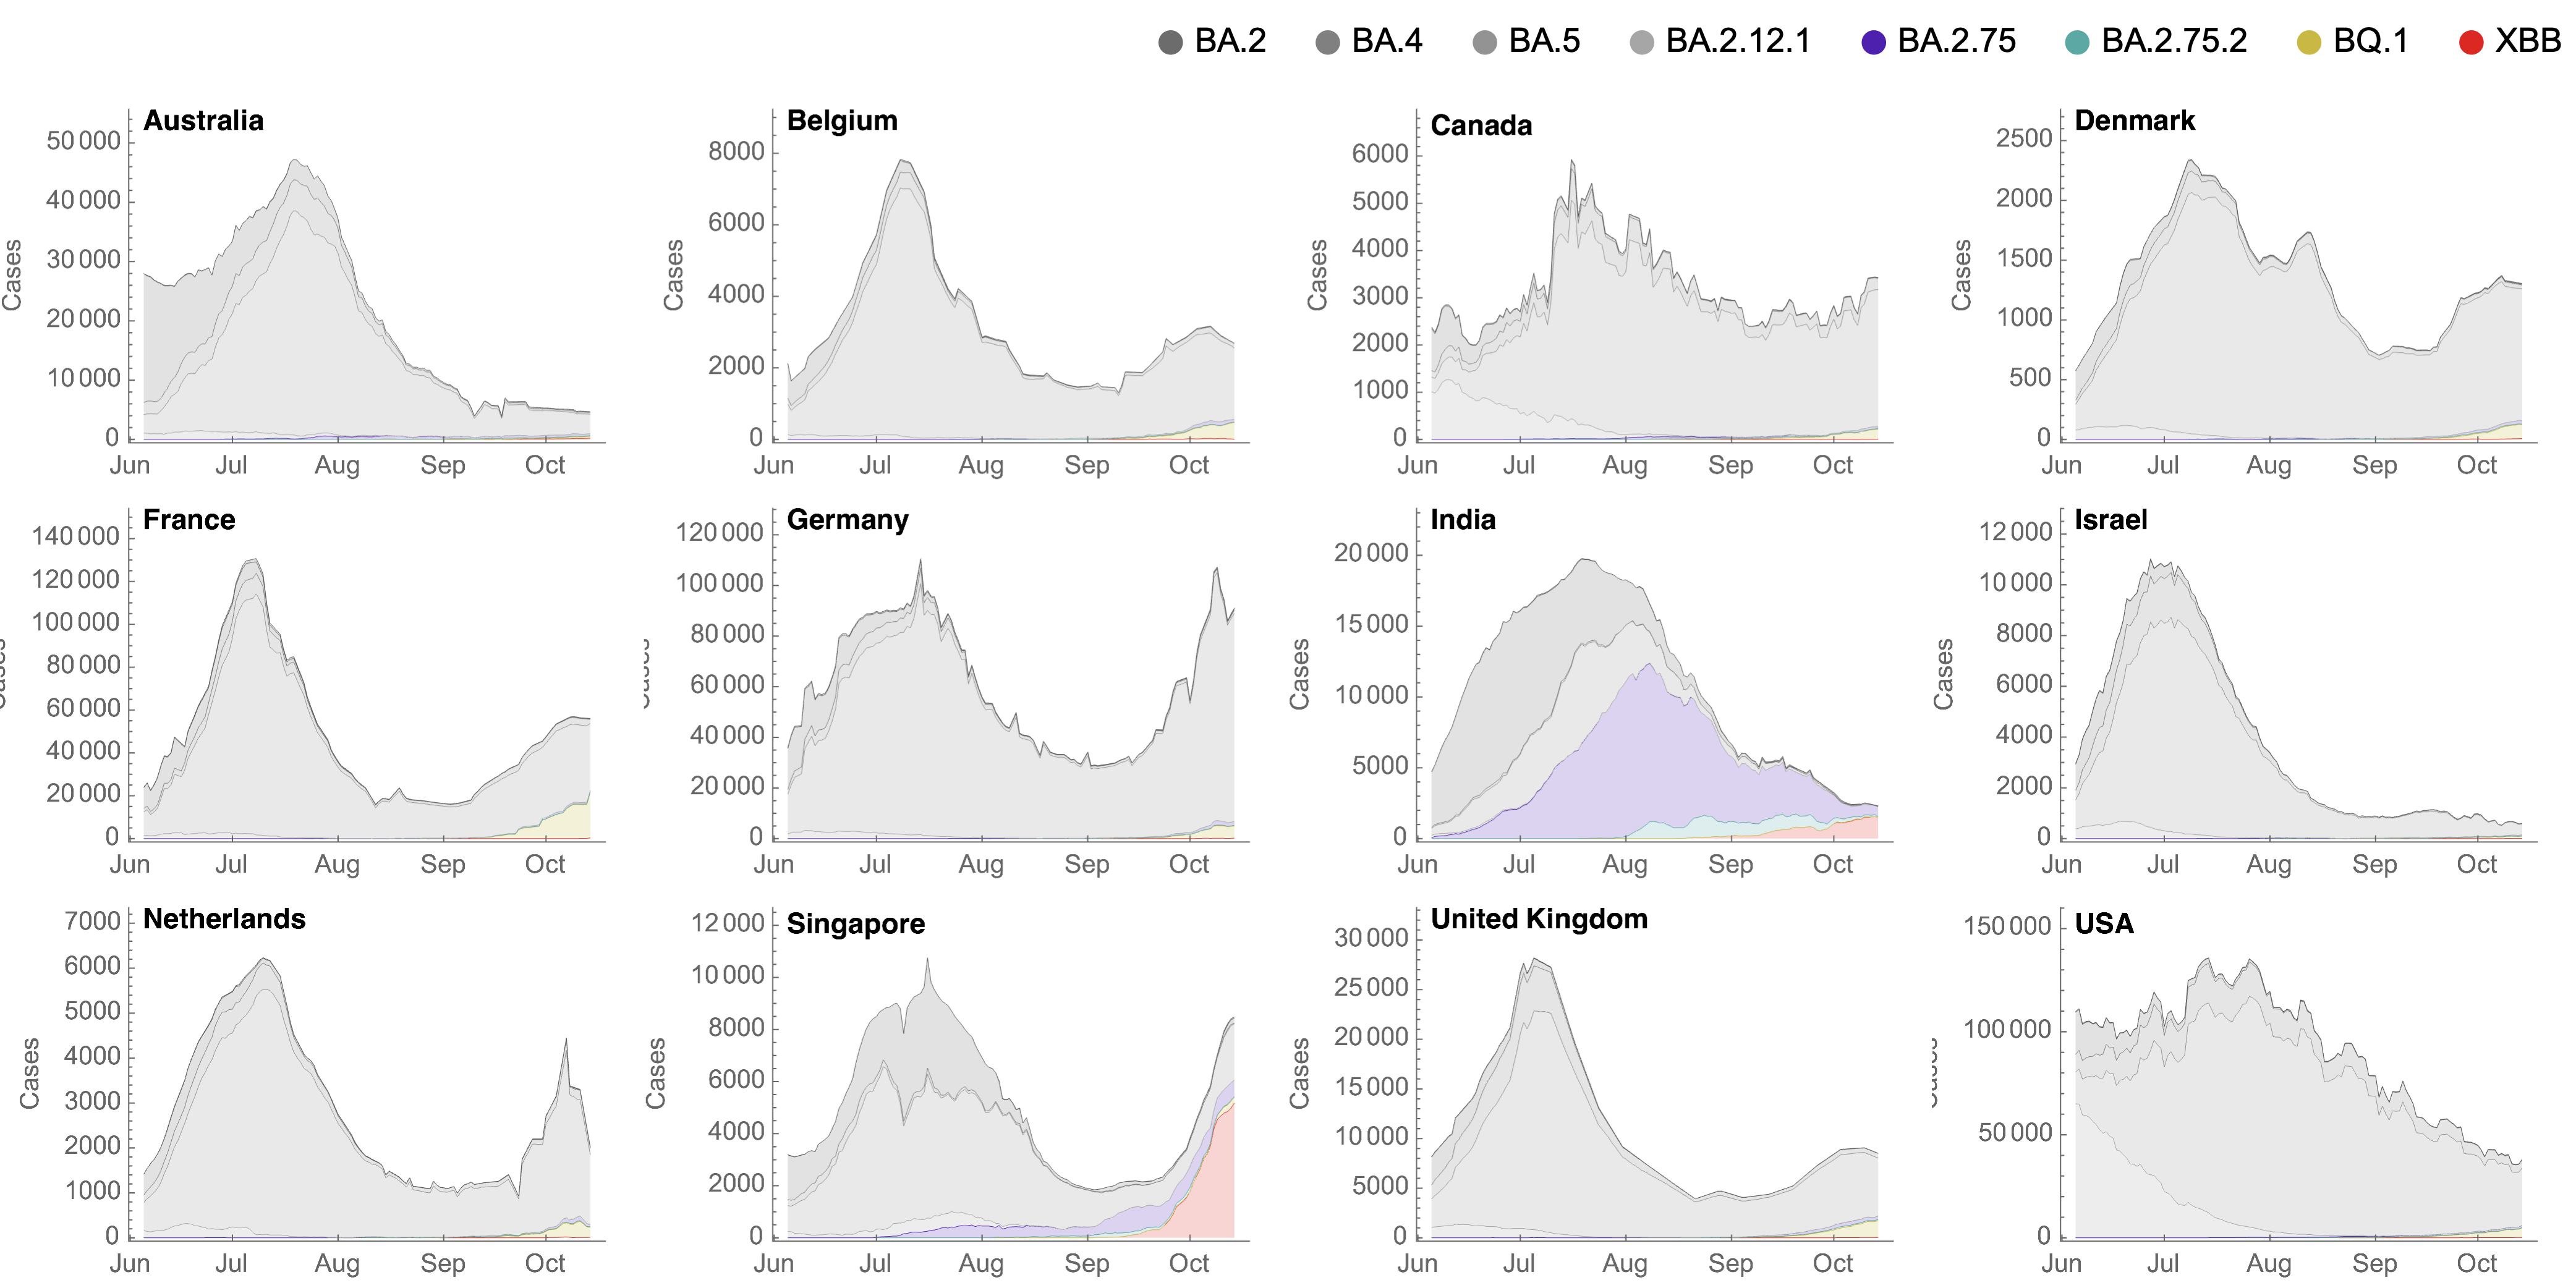 BA.2 BA.4 BA.5 BA.2.12.1 BA.2.75 BA.2.75.2 BQ.1 XBB
Australia
50 000
40 000
30 000
20 000
10 000
0
Cases
Jun Jul Aug Sep Oct
Belgium
8000
6000
4000
2000
0
Cases
Jun Jul Aug Sep Oct
Canada
6000
5000
4000
3000
2000
1000
0
Cases
Jun Jul Aug Sep Oct
Denmark
2500
2000
1500
1000
500
0
Cases
Jun Jul Aug Sep Oct
France
140 000
120 000
100 000
80 000
60 000
40 000
20 000
0
Cases
Jun Jul Aug Sep Oct
Germany
120 000
100 000
80 000
60 000
40 000
20 000
0
Cases
Jun Jul Aug Sep Oct
India
20 000
15 000
10 000
5000
0
Cases
Jun Jul Aug Sep Oct
Israel
12 000
10 000
8000
6000
4000
2000
0
Cases
Jun Jul Aug Sep Oct
Netherlands
7000
6000
5000
4000
3000
2000
1000
0
Cases
Jun Jul Aug Sep Oct
Singapore
12 000
10 000
8000
6000
4000
2000
0
Cases
Jun Jul Aug Sep Oct
United Kingdom
30 000
25 000
20 000
15 000
10 000
5000
0
Cases
Jun Jul Aug Sep Oct
USA
150 000
100 000
50 000
0
Cases
Jun Jul Aug Sep Oct